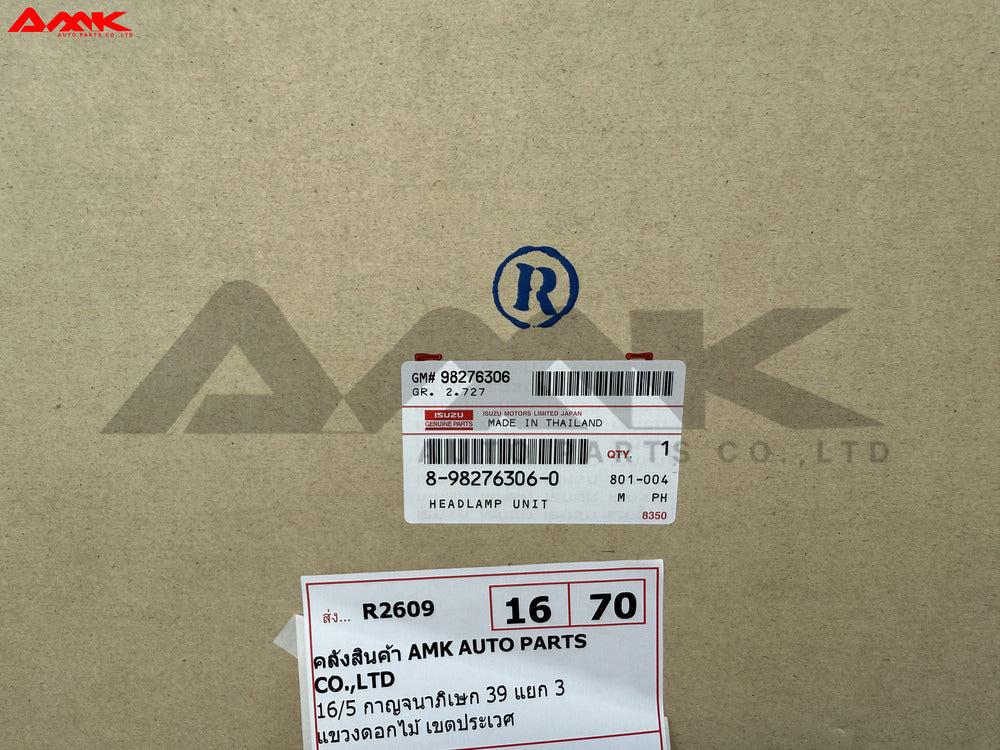 AMK
AUTO PARTS CO.,LTD
R
AMK
AUTO PARTS CO.,LTD
GM# 98276306
GR. 2.727
ISUZU
GENUINE PARTS
ISUZU MOTORS LIMITED JAPAN
MADE IN THAILAND
QTY. 1
8-98276306-0
801-004
HEADLAMP UNIT
M PH
8350
ส่ง... R2609 16 70
คลังสินค้า AMK AUTO PARTS
CO.,LTD
16/5 กาญจนาภิเษก 39 แยก 3
แขวงดอกไม้ เขตประเวศ